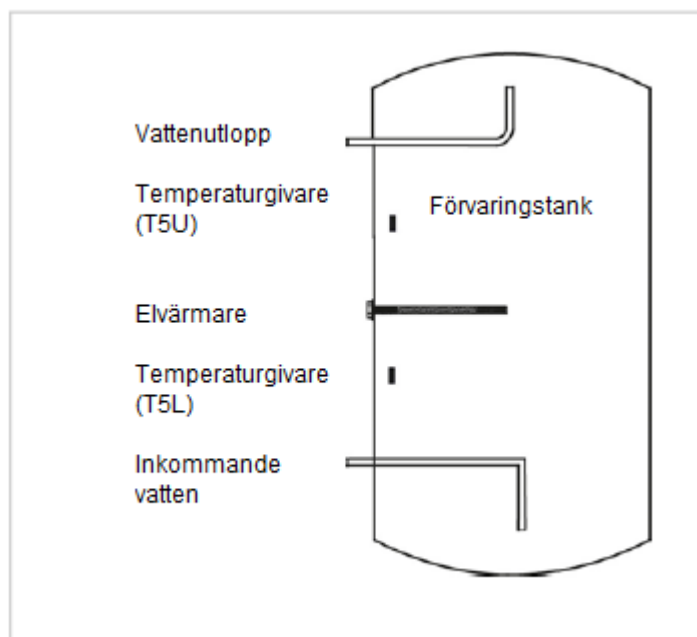 Vattenutlopp
Temperaturgivare
(T5U)
Förvaringstank
Elvärmare
Temperaturgivare
(T5L)
Inkommande
vatten